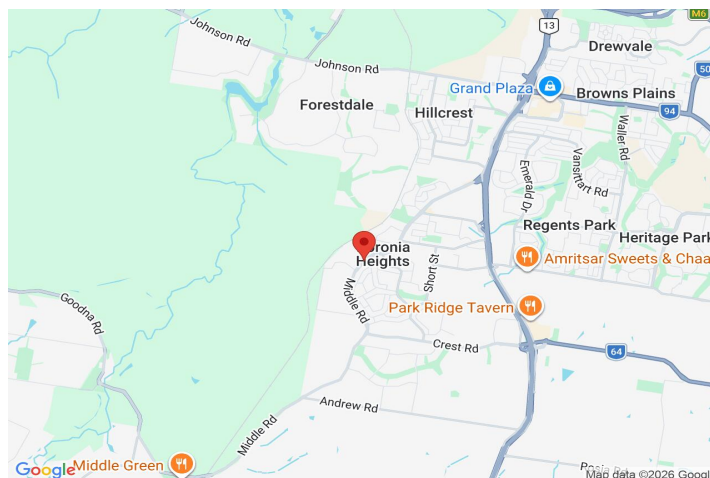 M6
13
Johnson Rd
Johnson Rd
Drewvale
50
Grand Plaza
Browns Plains
94
Forestdale
Hillcrest
Waller Rd
Vansittart Rd
Emerald Dr
Regents Park
Heritage Park
Heights
Short St
Amritsar Sweets & Chaa
Middle Rd
Goodna Rd
Park Ridge Tavern
Crest Rd
64
Andrew Rd
Middle Rd
Google
Middle Green
Map data ©2026 Googl